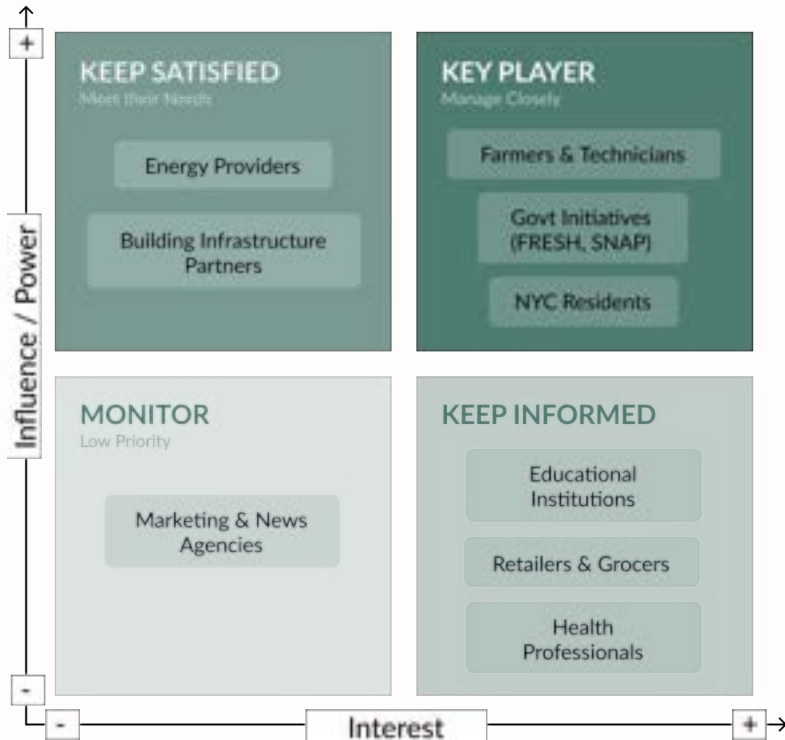 +
KEEP SATISFIED
Meet their Needs
Energy Providers
Building Infrastructure
Partners
KEY PLAYER
Manage Closely
Farmers & Technicians
Govt Initiatives
(FRESH, SNAP)
NYC Residents
Influence / Power
MONITOR
Low Priority
Marketing & News
Agencies
KEEP INFORMED
Educational
Institutions
Retailers & Grocers
Health
Professionals
-
-
Interest
+